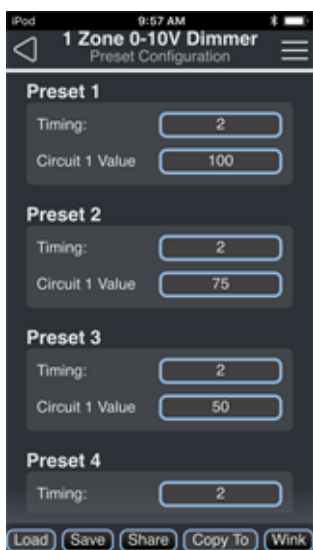 iPod 9:57 AM
1 Zone 0-10V Dimmer
Preset Configuration
Preset 1
Timing: 2
Circuit 1 Value 100
Preset 2
Timing: 2
Circuit 1 Value 75
Preset 3
Timing: 2
Circuit 1 Value 50
Preset 4
Timing: 2
Load Save Share Copy To Wink